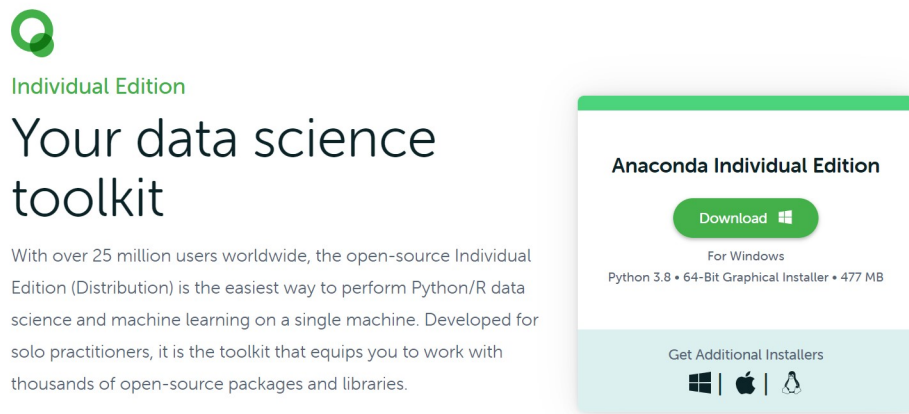 Individual Edition
Your data science
toolkit
With over 25 million users worldwide, the open-source Individual
Edition (Distribution) is the easiest way to perform Python/R data
science and machine learning on a single machine. Developed for
solo practitioners, it is the toolkit that equips you to work with
thousands of open-source packages and libraries.
Anaconda Individual Edition
Download
For Windows
Python 3.8 • 64-Bit Graphical Installer • 477 MB
Get Additional Installers